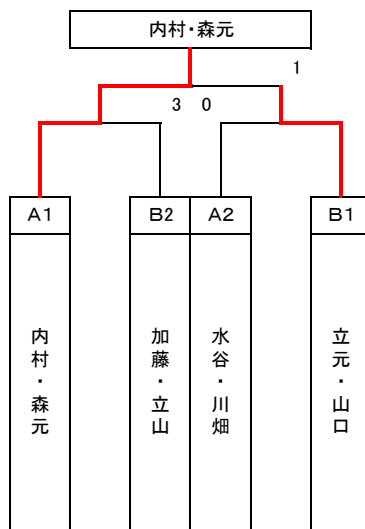 内村・森元
1
3 0
A1
B2
A2
B1
内村・森元
加藤・立山
水谷・川畑
立元・山口